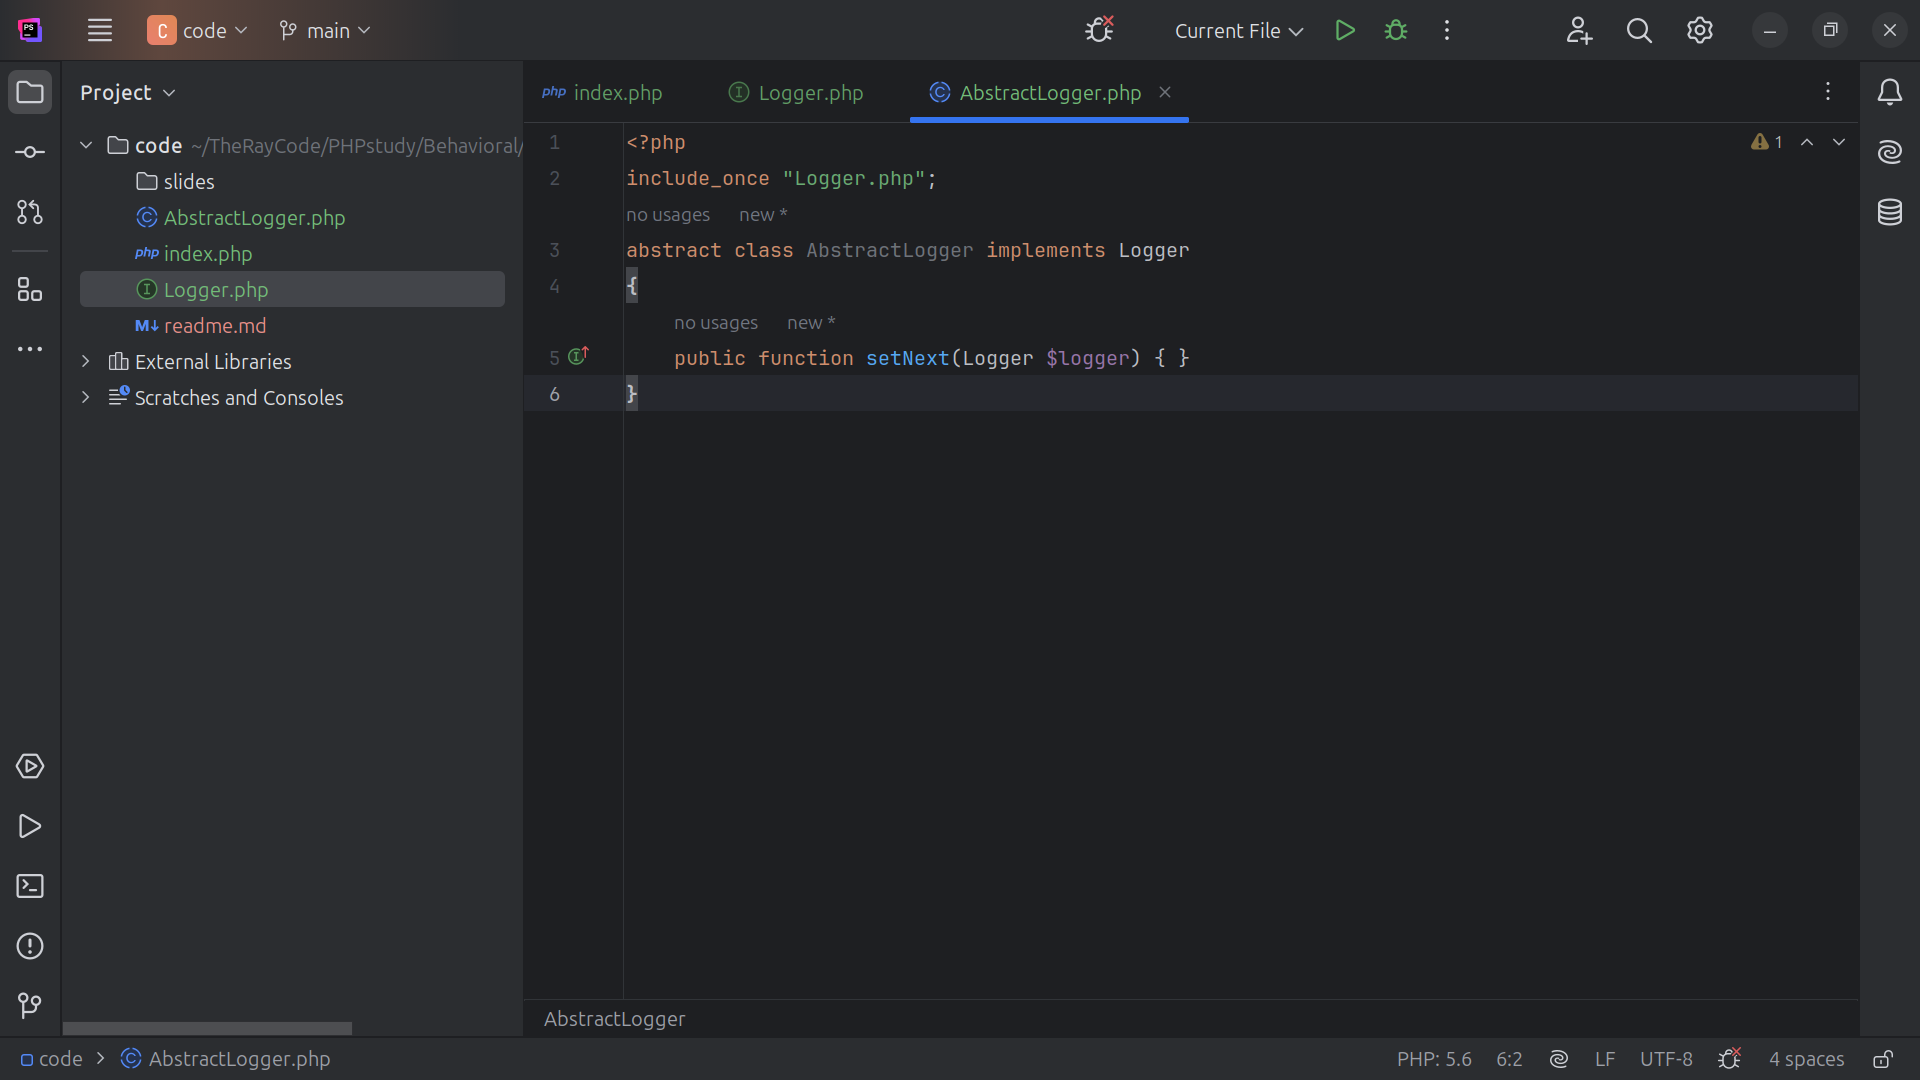 PS
C code
main
Current File
Project
index.php
Logger.php
AbstractLogger.php
code ~/TheRayCode/PHPstudy/Behavioral/
slides
AbstractLogger.php
php index.php
Logger.php
M↓ readme.md
External Libraries
Scratches and Consoles
1 <?php
1
2 include_once "Logger.php";
no usages new *
3 abstract class AbstractLogger implements Logger
4 {
no usages new *
5 public function setNext(Logger $logger) { }
6 }
AbstractLogger
code > AbstractLogger.php
PHP: 5.6 6:2 LF UTF-8 4 spaces